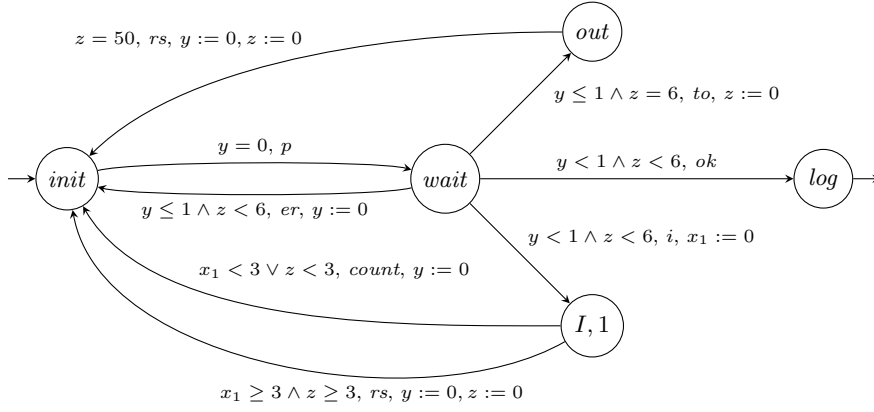 out
z = 50, rs, y := 0, z := 0
y ≤ 1 ∧ z = 6, to, z := 0
y = 0, p
y < 1 ∧ z < 6, ok
init
wait
log
y ≤ 1 ∧ z < 6, er, y := 0
y < 1 ∧ z < 6, i, x₁ := 0
x₁ < 3 ∨ z < 3, count, y := 0
I, 1
x₁ ≥ 3 ∧ z ≥ 3, rs, y := 0, z := 0